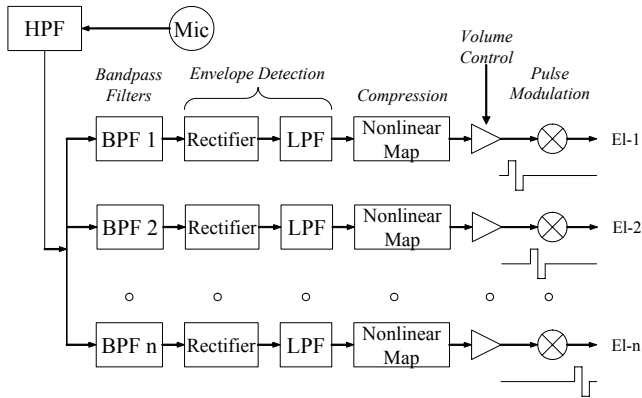 HPF
Mic
Volume
Control
Bandpass
Filters
Envelope Detection
Compression
Pulse
Modulation
BPF 1
Rectifier
LPF
Nonlinear
Map
El-1
BPF 2
Rectifier
LPF
Nonlinear
Map
El-2
BPF n
Rectifier
LPF
Nonlinear
Map
El-n